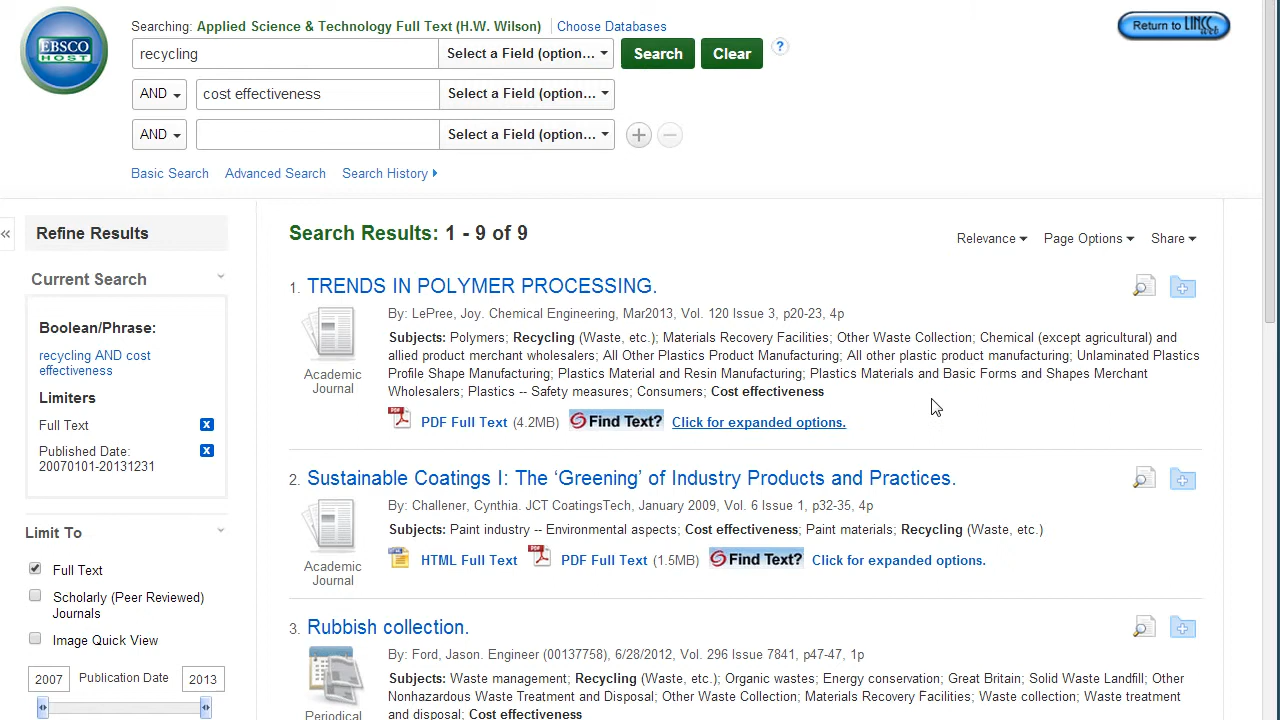 EBSCO
HOST
Searching: Applied Science & Technology Full Text (H.W. Wilson) Choose Databases
Return to LINCCweb
recycling Select a Field (option... Search Clear ?
AND cost effectiveness Select a Field (option...
AND Select a Field (option...
Basic Search Advanced Search Search History
«
Refine Results
Current Search
Boolean/Phrase:
recycling AND cost
effectiveness
Limiters
Full Text
Published Date:
20070101-20131231
Limit To
Full Text
Scholarly (Peer Reviewed)
Journals
Image Quick View
2007 Publication Date 2013
Search Results: 1 - 9 of 9
Relevance Page Options Share
1. TRENDS IN POLYMER PROCESSING.
By: LePree, Joy. Chemical Engineering, Mar2013, Vol. 120 Issue 3, p20-23, 4p
Subjects: Polymers; Recycling (Waste, etc.); Materials Recovery Facilities; Other Waste Collection; Chemical (except agricultural) and
allied product merchant wholesalers; All Other Plastics Product Manufacturing; All other plastic product manufacturing; Unlaminated Plastics
Profile Shape Manufacturing; Plastics Material and Resin Manufacturing; Plastics Materials and Basic Forms and Shapes Merchant
Wholesalers; Plastics -- Safety measures; Consumers; Cost effectiveness
Academic
Journal
PDF Full Text (4.2MB) Find Text? Click for expanded options.
2. Sustainable Coatings I: The ‘Greening’ of Industry Products and Practices.
By: Challener, Cynthia. JCT CoatingsTech, January 2009, Vol. 6 Issue 1, p32-35, 4p
Subjects: Paint industry -- Environmental aspects; Cost effectiveness; Paint materials; Recycling (Waste, etc.)
Academic
Journal
HTML Full Text PDF Full Text (1.5MB) Find Text? Click for expanded options.
3. Rubbish collection.
By: Ford, Jason. Engineer (00137758), 6/28/2012, Vol. 296 Issue 7841, p47-47, 1p
Subjects: Waste management; Recycling (Waste, etc.); Organic wastes; Energy conservation; Great Britain; Solid Waste Landfill; Other
Nonhazardous Waste Treatment and Disposal; Other Waste Collection; Materials Recovery Facilities; Waste collection; Waste treatment
and disposal; Cost effectiveness
Periodical